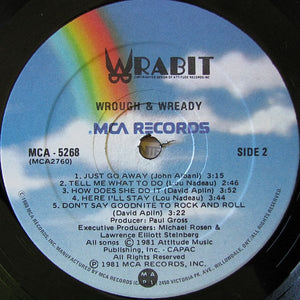 WRABIT
WROUGH & WREADY
MCA RECORDS
MCA - 5268
(MCA2760)
SIDE 2
1. JUST GO AWAY (John Albani) 3:22
2. TELL ME WHAT TO DO (Lou Nadeau) 2:46
3. HOW DOES SHE DO IT (David Aplin) 3:52
4. HERE I'LL STAY (Lou Nadeau) 4:09
5. DON'T SAY GOODNITE TO ROCK AND ROLL
(David Aplin) 3:22
Producer: Paul Gross
Executive Producers: Michael Rosen &
Lawrence Elliott Steinberg
All songs © 1981 Attitude Music
Publishing, Inc. - CAPAC
All Rights Reserved.
℗ 1981 MCA RECORDS, INC.